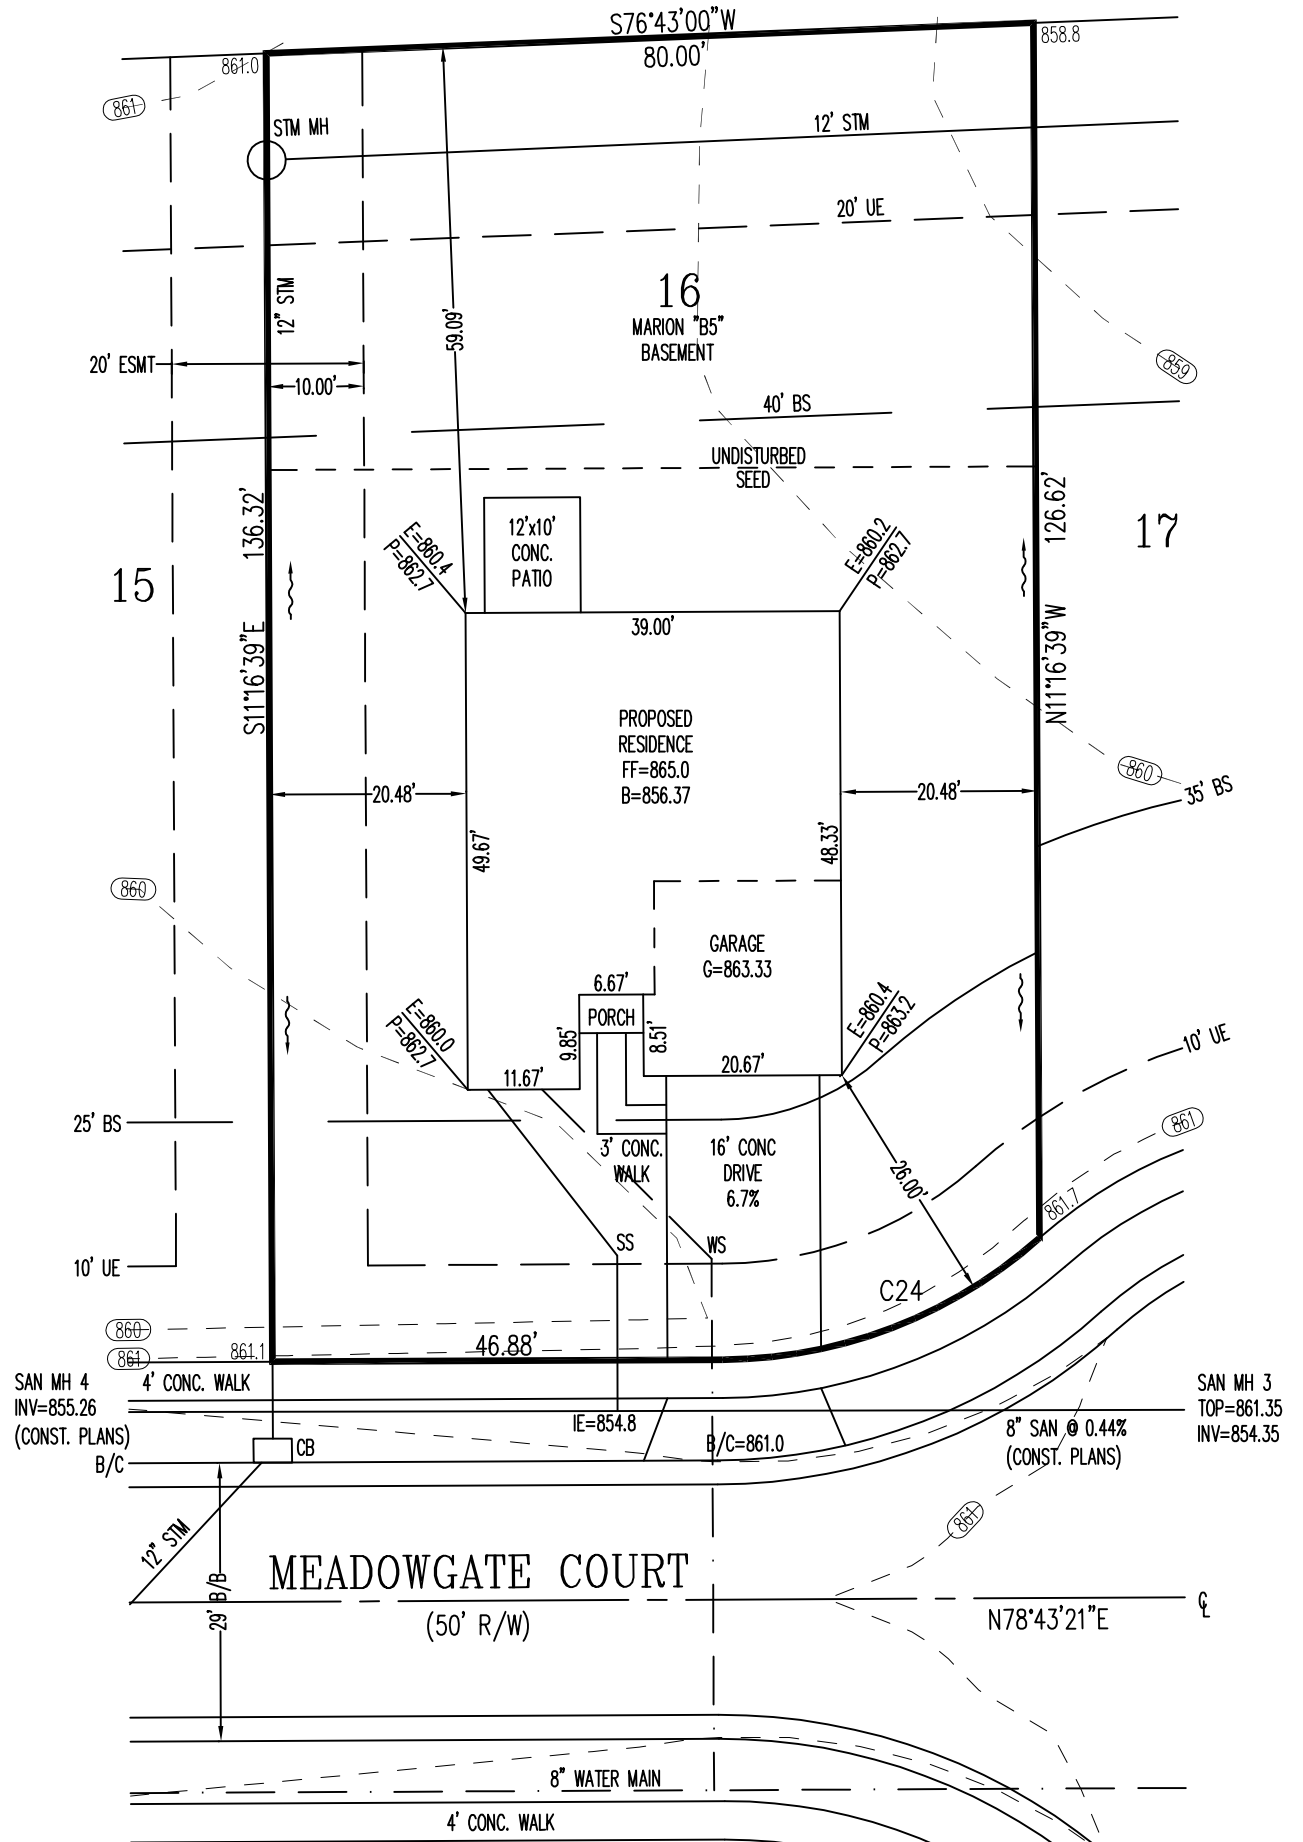 S76°43'00"W
80.00'
858.8
861.0
861
STM MH
12' STM
20' UE
12" STM
59.09'
16
MARION "B5"
BASEMENT
20' ESMT
10.00'
859
40' BS
UNDISTURBED
SEED
136.32'
126.62'
17
15
12'x10'
CONC.
PATIO
E=860.4
P=862.7
E=860.2
P=862.7
39.00'
S11°16'39"E
N11°16'39"W
PROPOSED
RESIDENCE
FF=865.0
B=856.37
860
35' BS
20.48'
20.48'
49.67'
48.33'
860
GARAGE
G=863.33
6.67'
PORCH
9.85'
8.51'
E=860.0
P=862.7
E=860.4
P=863.2
11.67'
20.67'
10' UE
25' BS
861
3' CONC.
WALK
16' CONC
DRIVE
6.7%
26.00'
861.7
SS
WS
10' UE
C24
860
861
861.1
46.88'
SAN MH 4
INV=855.26
(CONST. PLANS)
4' CONC. WALK
SAN MH 3
TOP=861.35
INV=854.35
IE=854.8
8" SAN @ 0.44%
(CONST. PLANS)
B/C
CB
B/C=861.0
861
12" STM
29' B/B
MEADOWGATE COURT
(50' R/W)
N78°43'21"E
℄
8" WATER MAIN
4' CONC. WALK